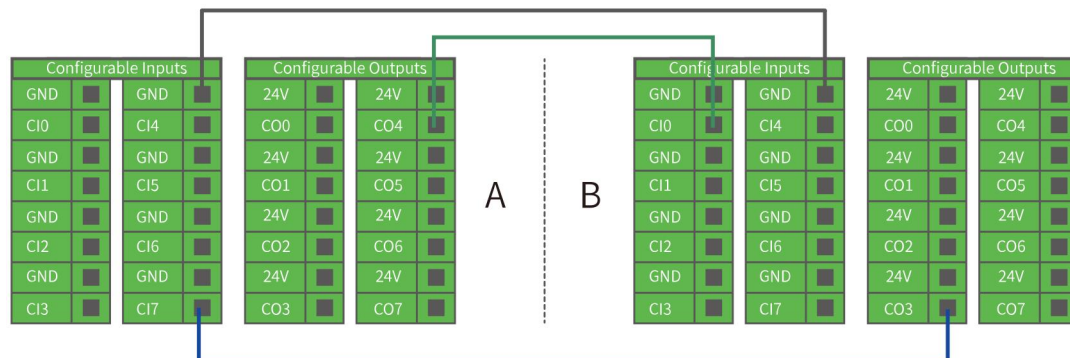 Configurable Inputs Configurable Outputs Configurable Inputs Configurable Outputs
GND GND 24V 24V GND GND 24V 24V
CI0 CI4 CO0 CO4 CI0 CI4 CO0 CO4
GND GND 24V 24V GND GND 24V 24V
CI1 CI5 CO1 CO5 A B CI1 CI5 CO1 CO5
GND GND 24V 24V GND GND 24V 24V
CI2 CI6 CO2 CO6 CI2 CI6 CO2 CO6
GND GND 24V 24V GND GND 24V 24V
CI3 CI7 CO3 CO7 CI3 CI7 CO3 CO7